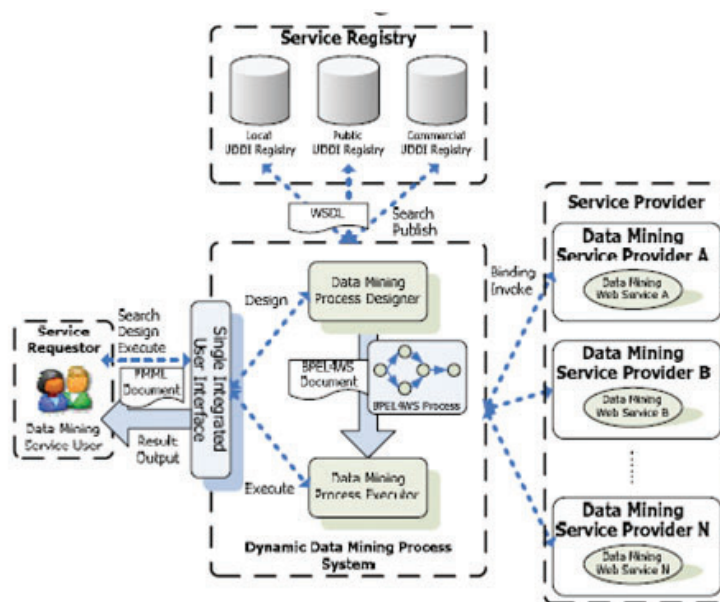 Service Registry
Local
UDDI Registry
Public
UDDI Registry
Commercial
UDDI Registry
WSDL
Search
Publish
Service Provider
Data Mining
Service Provider A
Data Mining
Web Service A
Binding
Invoke
Data Mining
Process Designer
Design
Search
Design
Execute
Service
Requestor
PMML
Document
Single Integrated
User Interface
BPEL4WS
Document
BPEL4WS Process
Data Mining
Service Provider B
Data Mining
Web Service B
Data Mining
Service User
Result
Output
Execute
Data Mining
Process Executor
Dynamic Data Mining Process
System
Data Mining
Service Provider N
Data Mining
Web Service N